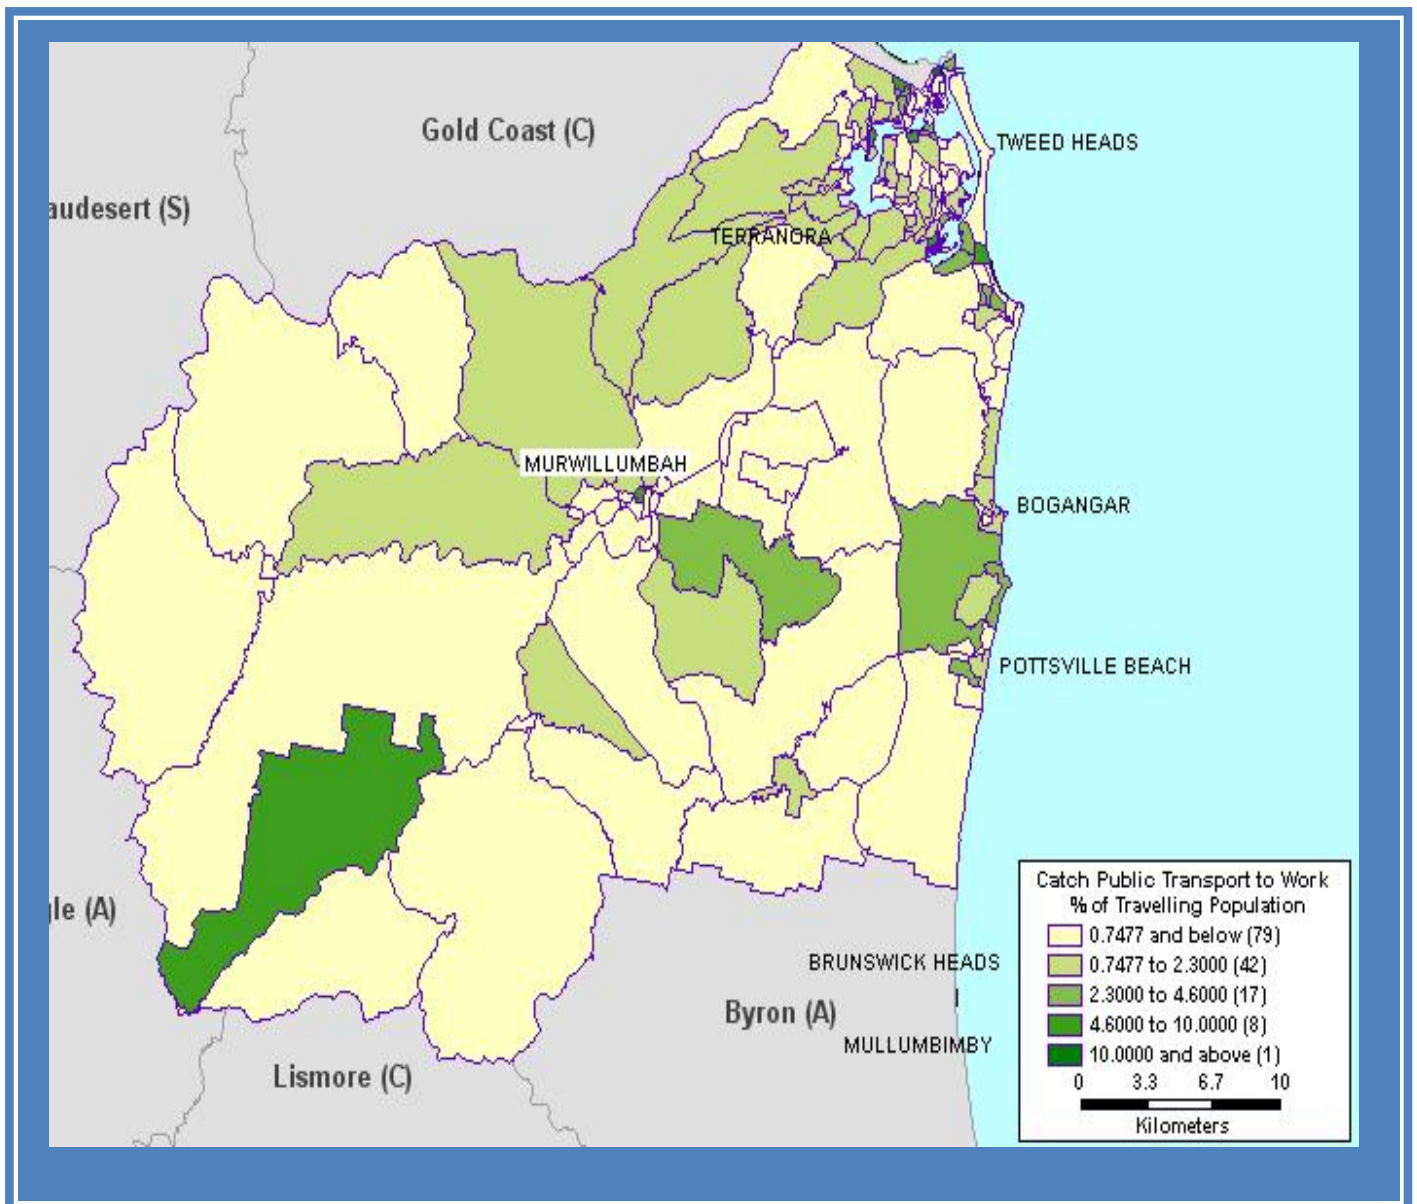 Gold Coast (C)
TWEED HEADS
audesert (S)
TERRANORA
MURWILLUMBAH
BOGANGAR
POTTSVILLE BEACH
gle (A)
BRUNSWICK HEADS
Byron (A)
MULLUMBIMBY
Lismore (C)
Catch Public Transport to Work
% of Travelling Population
0.7477 and below (79)
0.7477 to 2.3000 (42)
2.3000 to 4.6000 (17)
4.6000 to 10.0000 (8)
10.0000 and above (1)
0 3.3 6.7 10
Kilometers